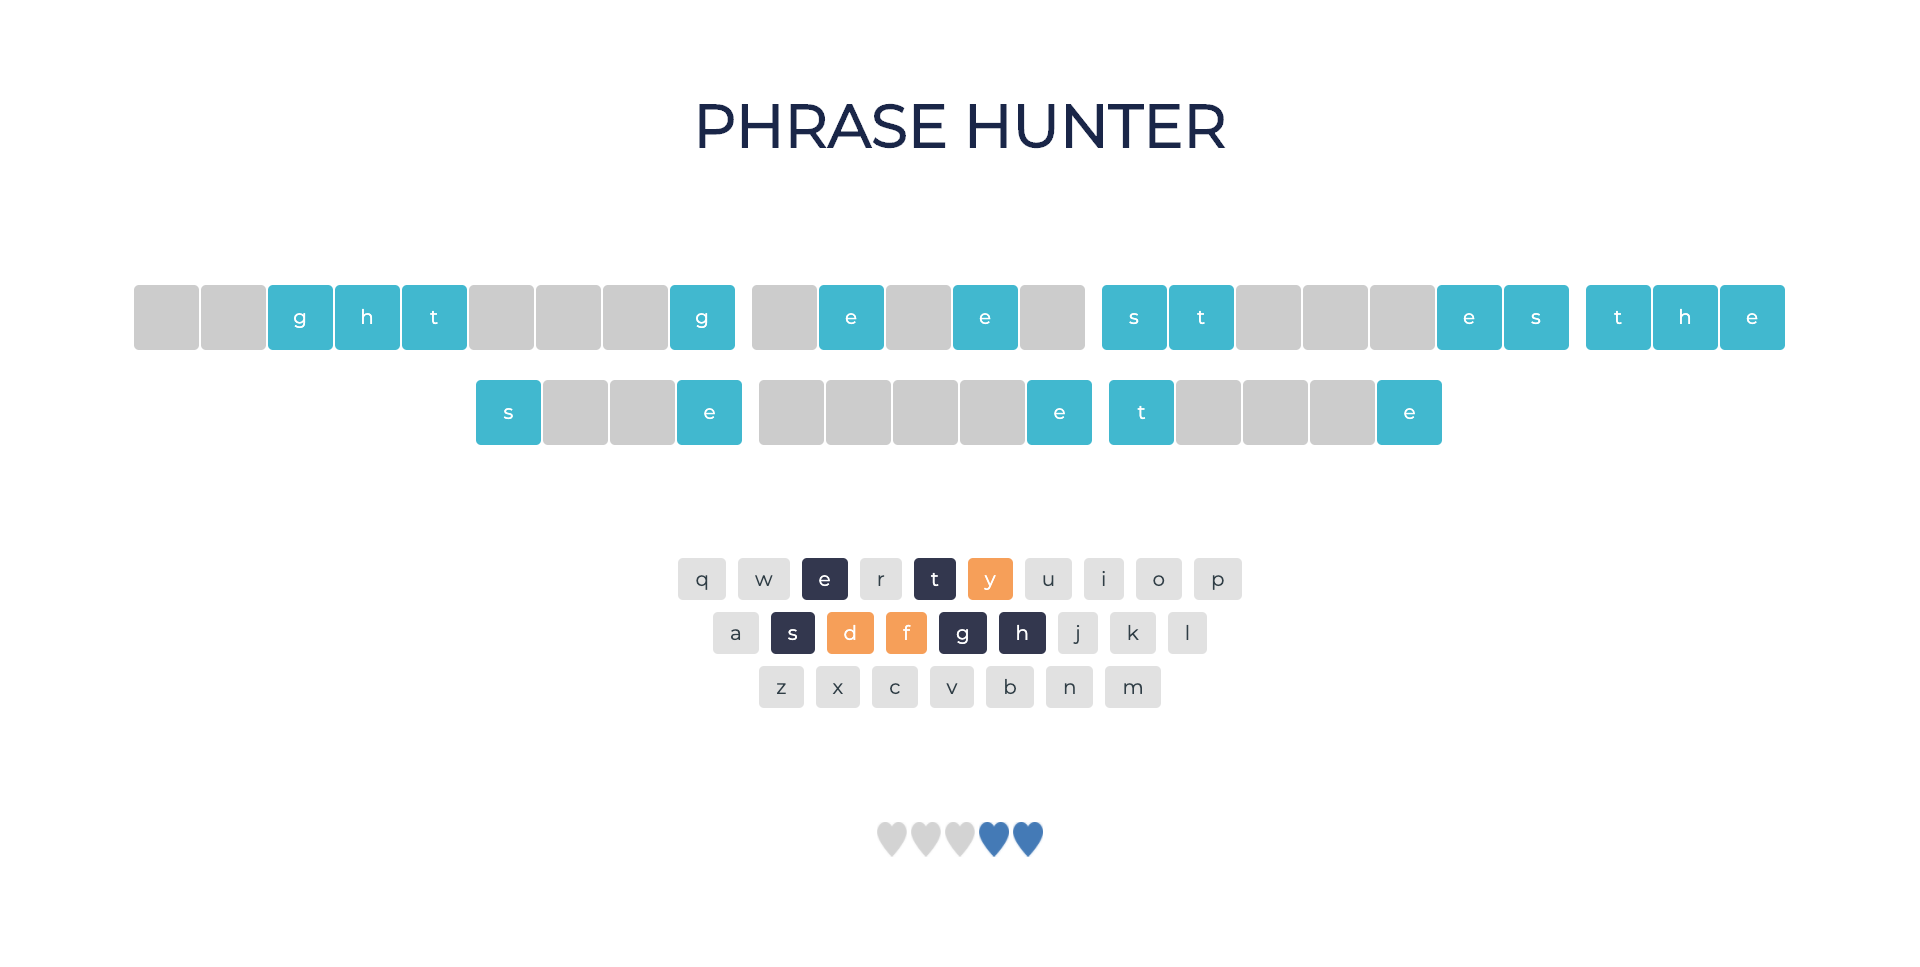 PHRASE HUNTER
g h t g e e s t e s t h e
s e e t e
q w e r t y u i o p
a s d f g h j k l
z x c v b n m